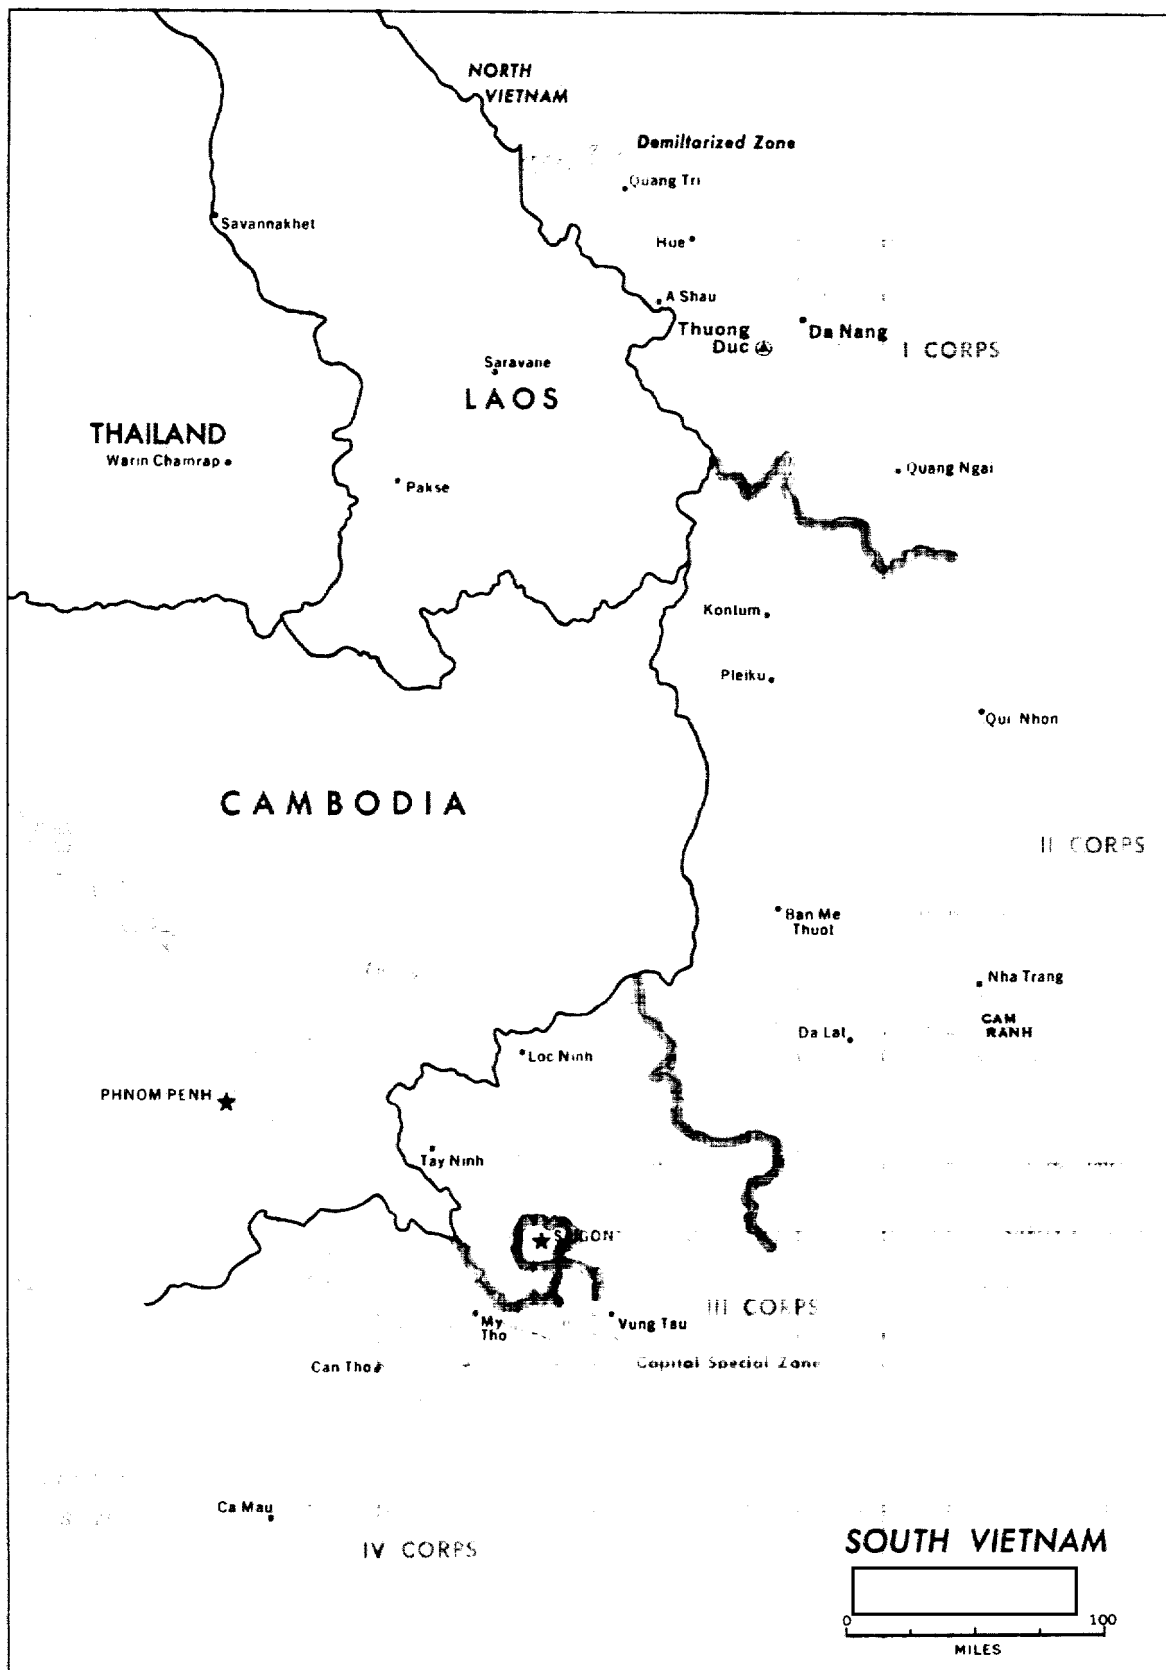 NORTH
VIETNAM
Demiltarized Zone
Quang Tri
Savannakhet
Hue
A Shau
Thuong
Duc
Da Nang
I CORPS
Saravane
LAOS
THAILAND
Warin Chamrap
Pakse
Quang Ngai
Kontum
Pleiku
Qui Nhon
CAMBODIA
II CORPS
Ban Me
Thuot
Nha Trang
CAM
RANH
Da Lat
Loc Ninh
PHNOM PENH
Tay Ninh
SAIGON
III CORPS
My
Tho
Vung Tau
Can Tho
Capital Special Zone
Ca Mau
IV CORPS
SOUTH VIETNAM
0 100
MILES